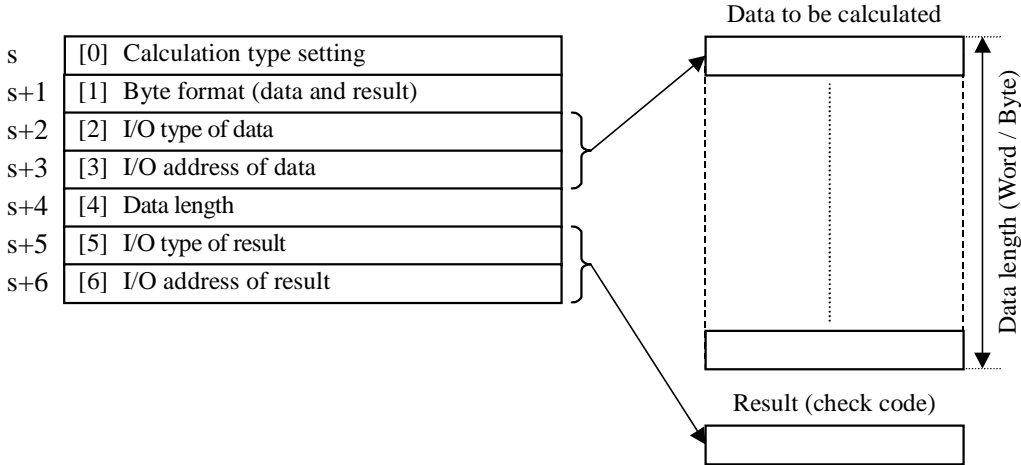 Data to be calculated
s [0] Calculation type setting
s+1 [1] Byte format (data and result)
s+2 [2] I/O type of data
s+3 [3] I/O address of data
s+4 [4] Data length
s+5 [5] I/O type of result
s+6 [6] I/O address of result
Data length (Word / Byte)
Result (check code)